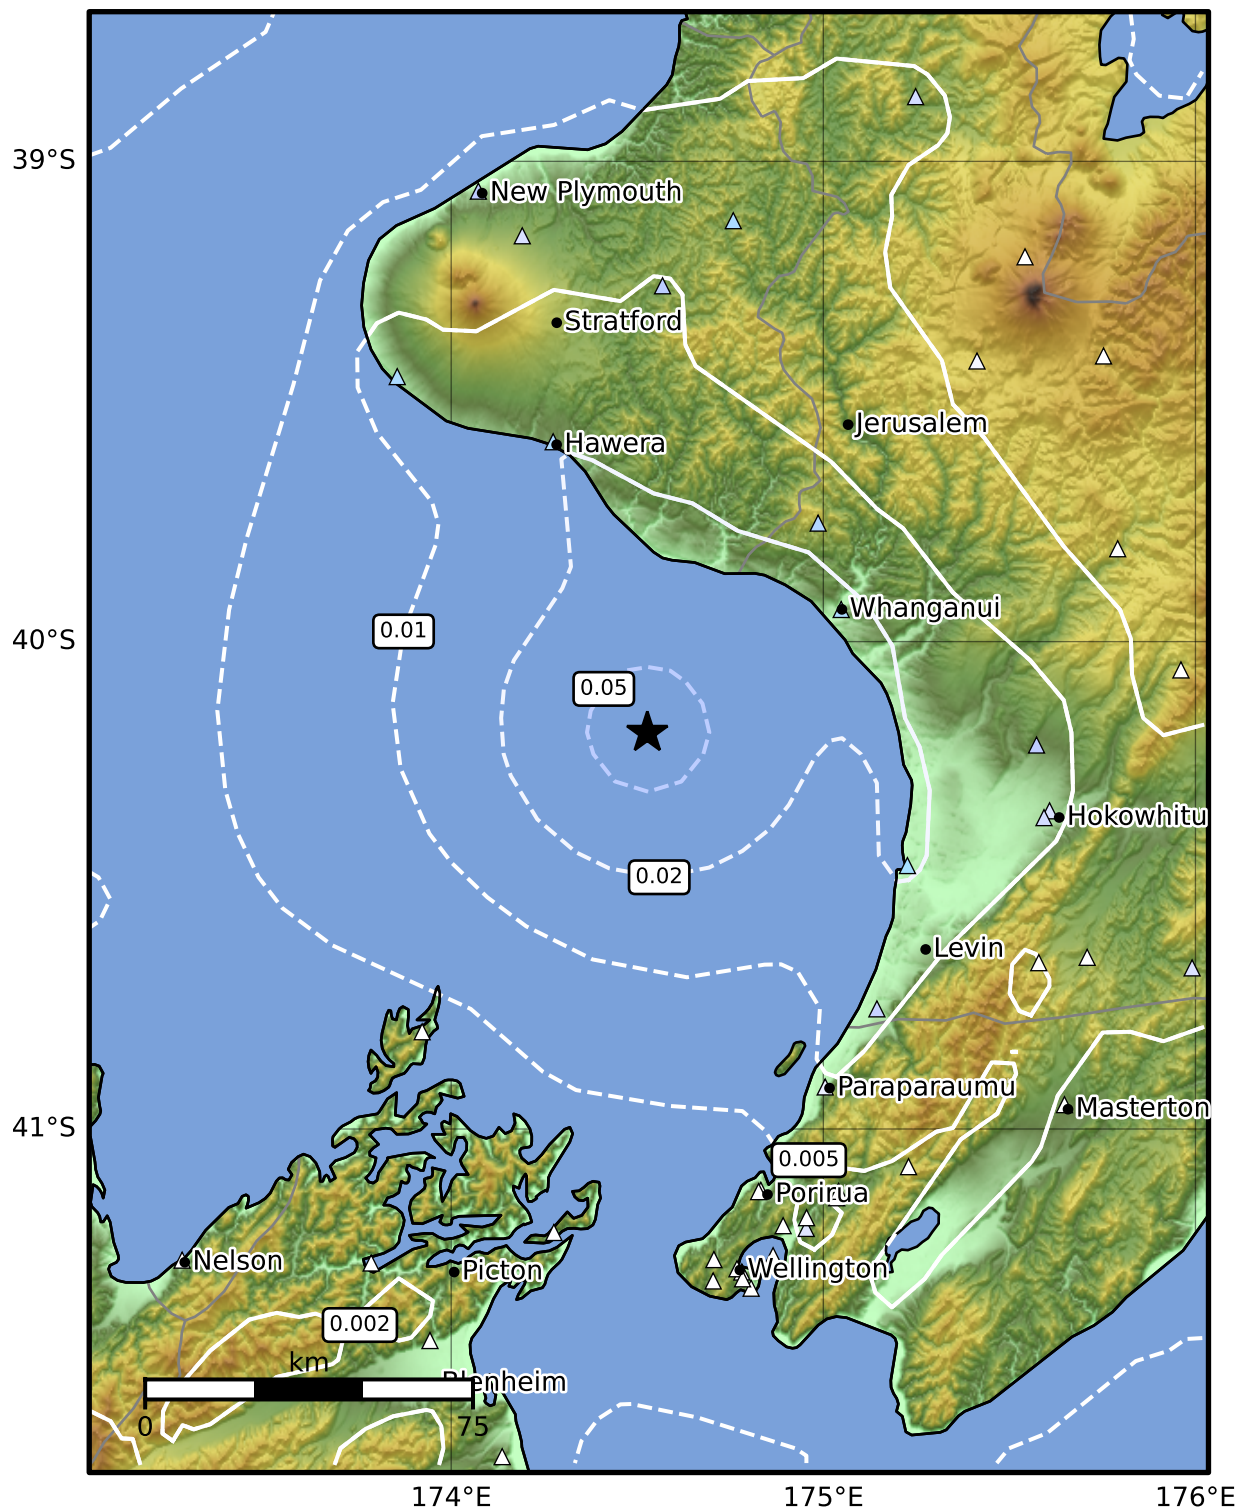 39°S
New Plymouth
Stratford
Jerusalem
Hawera
Whanganui
40°S
0.01
0.05
Hokowhitu
0.02
Levin
Paraparaumu
Masterton
41°S
0.005
Porirua
Nelson
Picton
Wellington
0.002
km
Blenheim
0
75
174°E
175°E
176°E